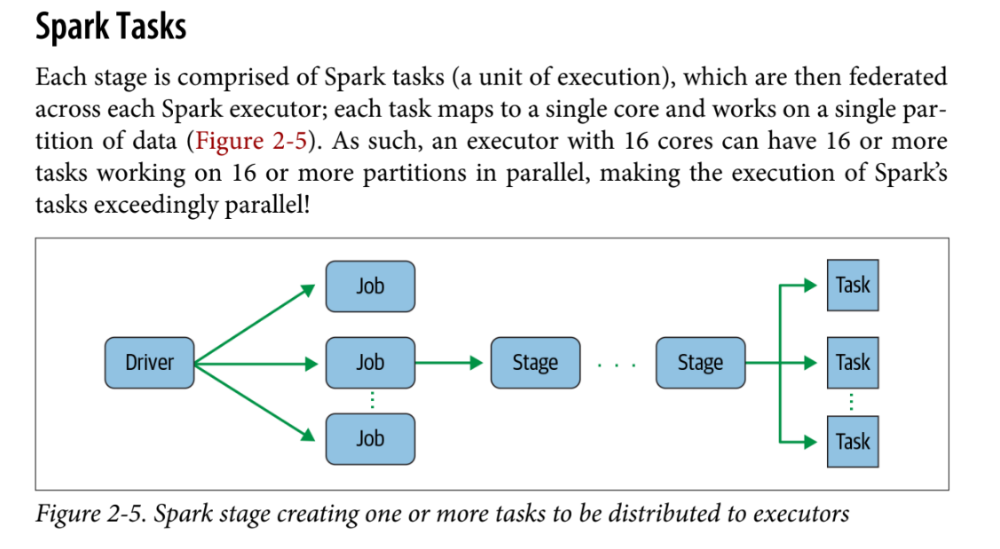 Spark Tasks
Each stage is comprised of Spark tasks (a unit of execution), which are then federated
across each Spark executor; each task maps to a single core and works on a single par-
tition of data (Figure 2-5). As such, an executor with 16 cores can have 16 or more
tasks working on 16 or more partitions in parallel, making the execution of Spark’s
tasks exceedingly parallel!
Job
Task
Driver
Job
Stage
. . .
Stage
Task
Job
Task
Figure 2-5. Spark stage creating one or more tasks to be distributed to executors